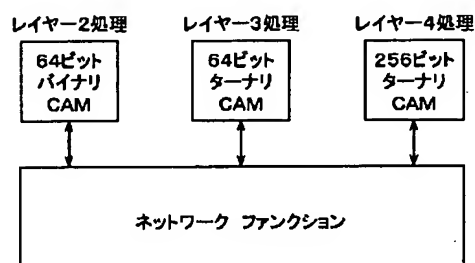 レイヤー2処理 レイヤー3処理 レイヤー4処理
64ビット 64ビット 256ビット
バイナリ ターナリ ターナリ
CAM CAM CAM
ネットワーク ファンクション